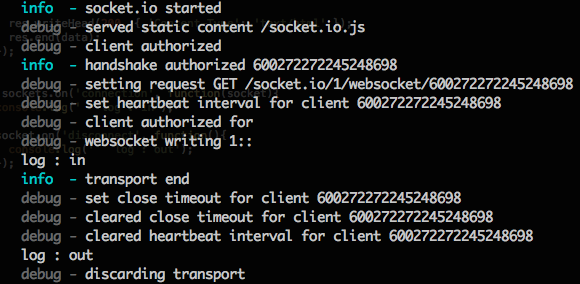 info - socket.io started
debug - served static content /socket.io.js
debug - client authorized
info - handshake authorized 600272272245248698
debug - setting request GET /socket.io/1/websocket/600272272245248698
debug - set heartbeat interval for client 600272272245248698
debug - client authorized for
debug - websocket writing 1::
log : in
info - transport end
debug - set close timeout for client 600272272245248698
debug - cleared close timeout for client 600272272245248698
debug - cleared heartbeat interval for client 600272272245248698
log : out
debug - discarding transport